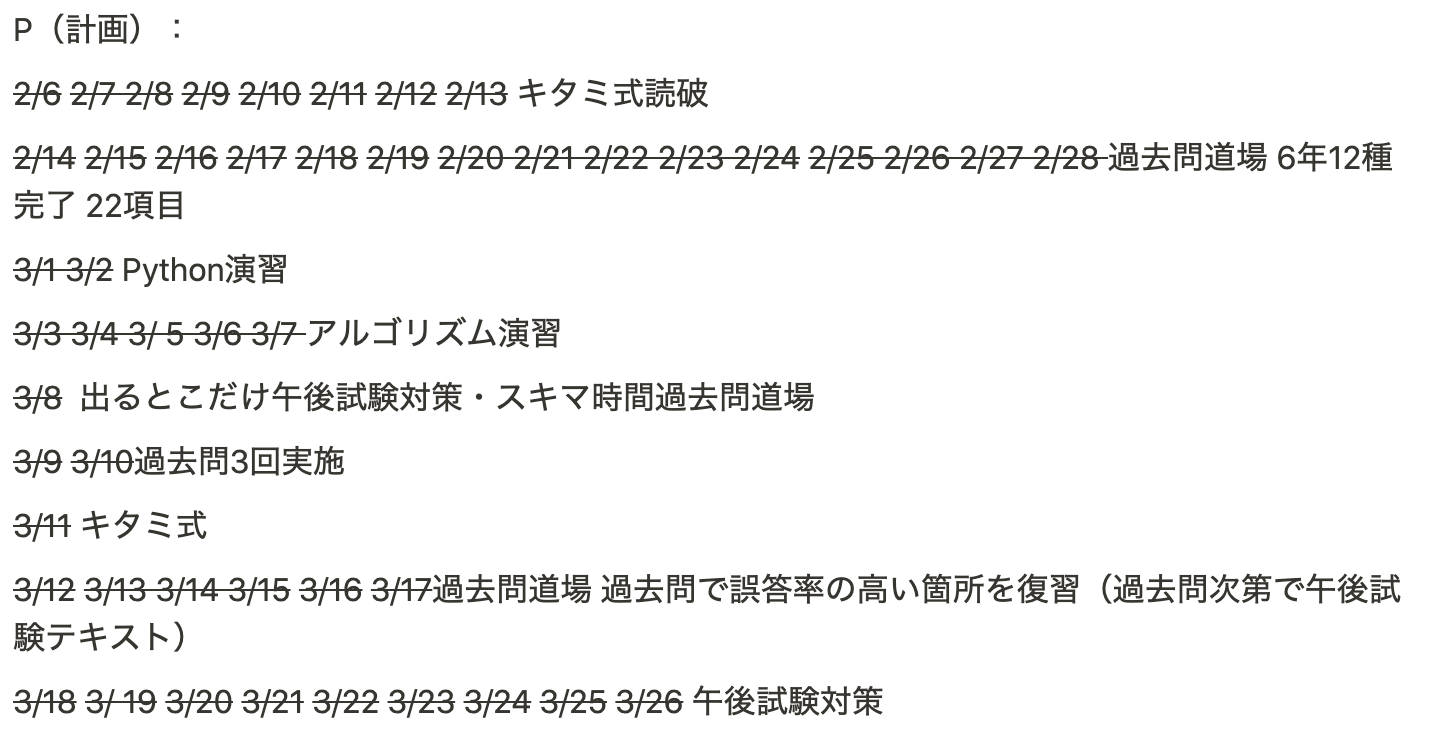 P（計画）：
2/6 2/7 2/8 2/9 2/10 2/11 2/12 2/13 キタミ式読破
2/14 2/15 2/16 2/17 2/18 2/19 2/20 2/21 2/22 2/23 2/24 2/25 2/26 2/27 2/28 過去問道場 6年12種
完了 22項目
3/1 3/2 Python演習
3/3 3/4 3/ 5 3/6 3/7 アルゴリズム演習
3/8  出るとこだけ午後試験対策・スキマ時間過去問道場
3/9 3/10過去問3回実施
3/11 キタミ式
3/12 3/13 3/14 3/15 3/16 3/17過去問道場 過去問で誤答率の高い箇所を復習（過去問次第で午後試
験テキスト）
3/18 3/ 19 3/20 3/21 3/22 3/23 3/24 3/25 3/26 午後試験対策